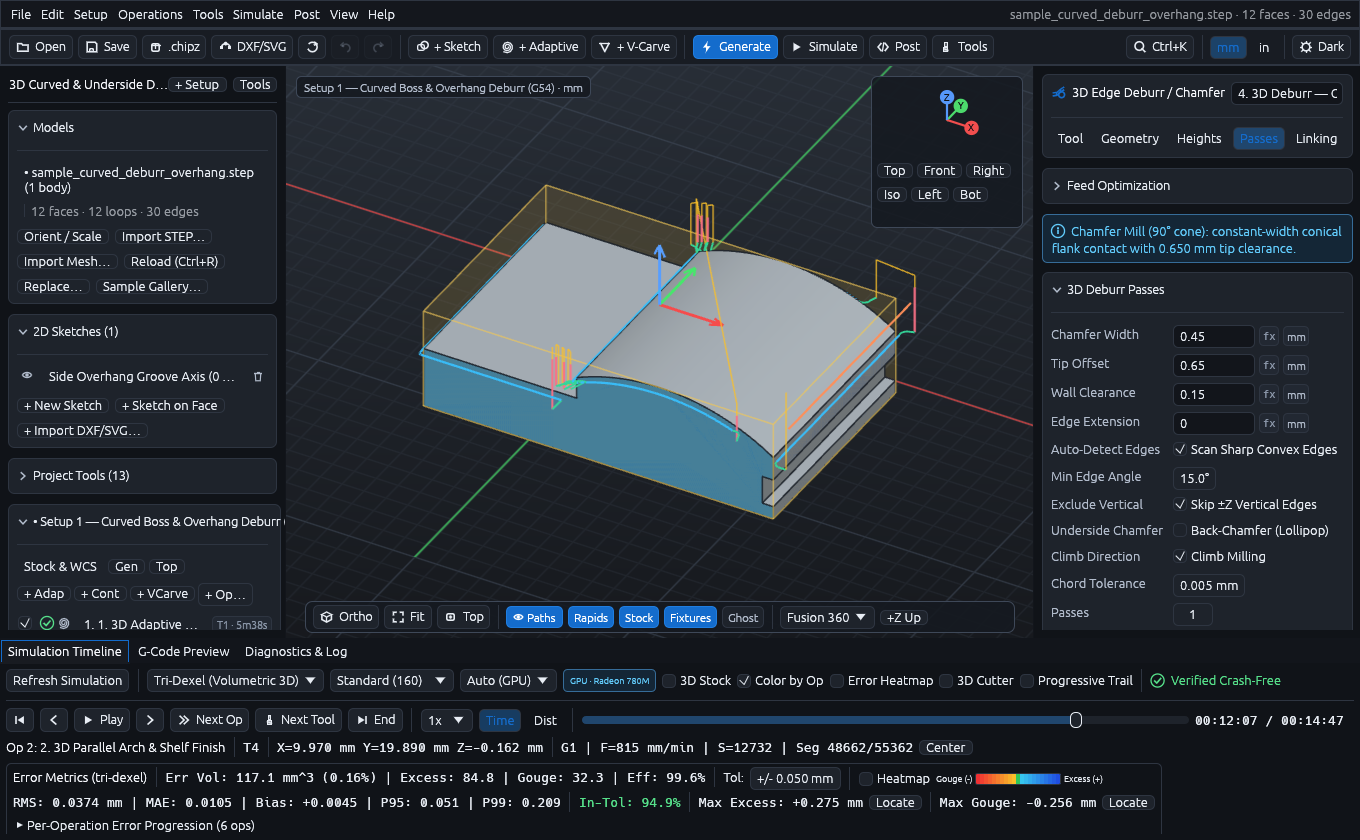 File Edit Setup Operations Tools Simulate Post View Help
sample_curved_deburr_overhang.step · 12 faces · 30 edges
Open Save .chipz DXF/SVG + Sketch + Adaptive + V-Carve Generate Simulate Post Tools Ctrl+K mm in Dark
3D Curved & Underside D... + Setup Tools
Models
• sample_curved_deburr_overhang.step
(1 body)
12 faces · 12 loops · 30 edges
Orient / Scale Import STEP...
Import Mesh... Reload (Ctrl+R)
Replace... Sample Gallery...
2D Sketches (1)
Side Overhang Groove Axis (0 ...
+ New Sketch + Sketch on Face
+ Import DXF/SVG...
Project Tools (13)
• Setup 1 — Curved Boss & Overhang Deburr
Stock & WCS Gen Top
+ Adap + Cont + VCarve + Op...
1. 1. 3D Adaptive ... T1 · 5m38s
Setup 1 — Curved Boss & Overhang Deburr (G54) · mm
Z
Y
X
Top Front Right
Iso Left Bot
Ortho Fit Top Paths Rapids Stock Fixtures Ghost Fusion 360 ▼ +Z Up
3D Edge Deburr / Chamfer 4. 3D Deburr — C
Tool Geometry Heights Passes Linking
Feed Optimization
Chamfer Mill (90° cone): constant-width conical
flank contact with 0.650 mm tip clearance.
3D Deburr Passes
Chamfer Width 0.45 fx mm
Tip Offset 0.65 fx mm
Wall Clearance 0.15 fx mm
Edge Extension 0 fx mm
Auto-Detect Edges Scan Sharp Convex Edges
Min Edge Angle 15.0°
Exclude Vertical Skip ±Z Vertical Edges
Underside Chamfer Back-Chamfer (Lollipop)
Climb Direction Climb Milling
Chord Tolerance 0.005 mm
Passes 1
Simulation Timeline G-Code Preview Diagnostics & Log
Refresh Simulation Tri-Dexel (Volumetric 3D) ▼ Standard (160) ▼ Auto (GPU) ▼ GPU · Radeon 780M 3D Stock Color by Op Error Heatmap 3D Cutter Progressive Trail Verified Crash-Free
Play Next Op Next Tool End 1x ▼ Time Dist 00:12:07 / 00:14:47
Op 2: 2. 3D Parallel Arch & Shelf Finish T4 X=9.970 mm Y=19.890 mm Z=-0.162 mm G1 | F=815 mm/min | S=12732 | Seg 48662/55362 Center
Error Metrics (tri-dexel) Err Vol: 117.1 mm^3 (0.16%) | Excess: 84.8 | Gouge: 32.3 | Eff: 99.6% Tol: +/- 0.050 mm Heatmap Gouge (-) Excess (+)
RMS: 0.0374 mm | MAE: 0.0105 | Bias: +0.0045 | P95: 0.051 | P99: 0.209 In-Tol: 94.9% Max Excess: +0.275 mm Locate Max Gouge: -0.256 mm Locate
Per-Operation Error Progression (6 ops)